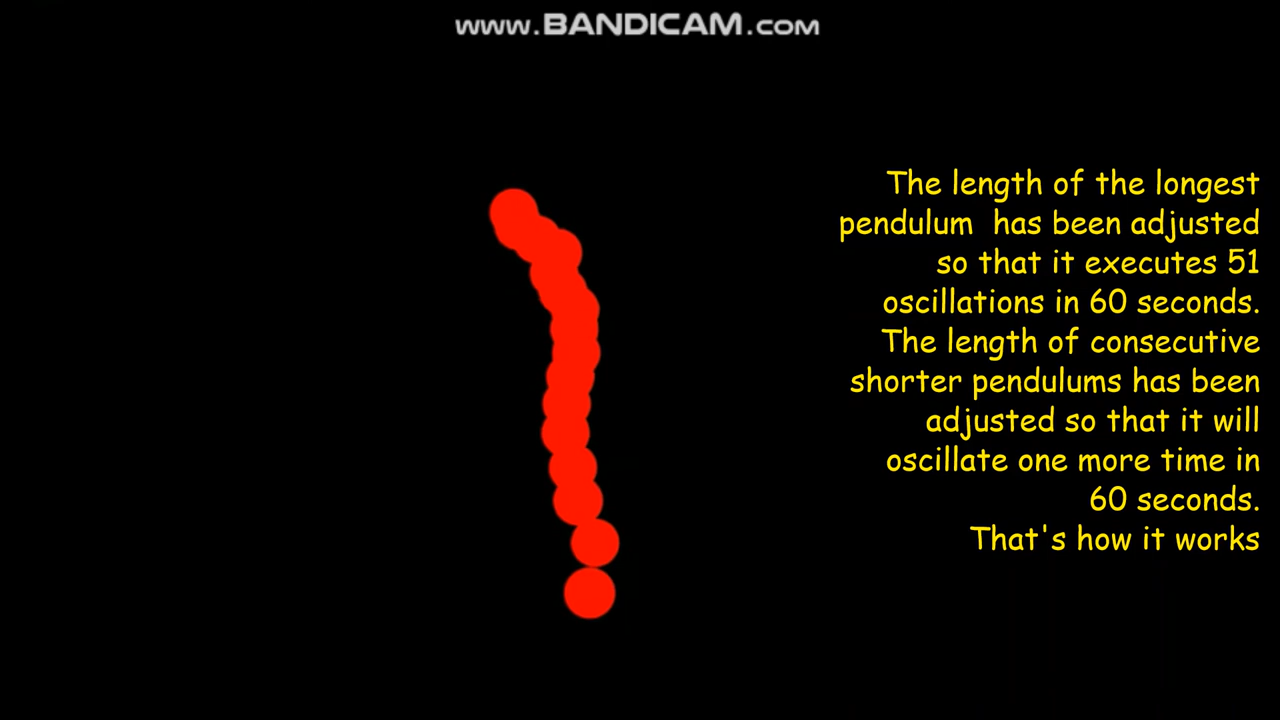 www.BANDICAM.com
The length of the longest
pendulum  has been adjusted
so that it executes 51
oscillations in 60 seconds.
The length of consecutive
shorter pendulums has been
adjusted so that it will
oscillate one more time in
60 seconds.
That's how it works